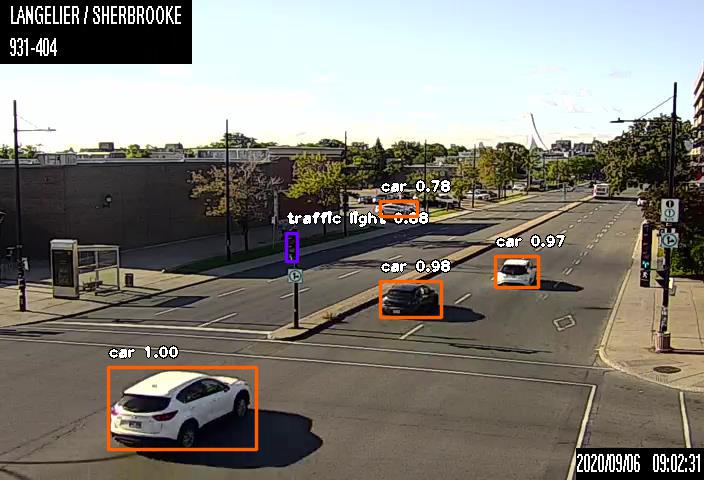 LANGELIER / SHERBROOKE
931-404
car 0.78
traffic light 0.88
car 0.97
car 0.98
car 1.00
2020/09/06 09:02:31